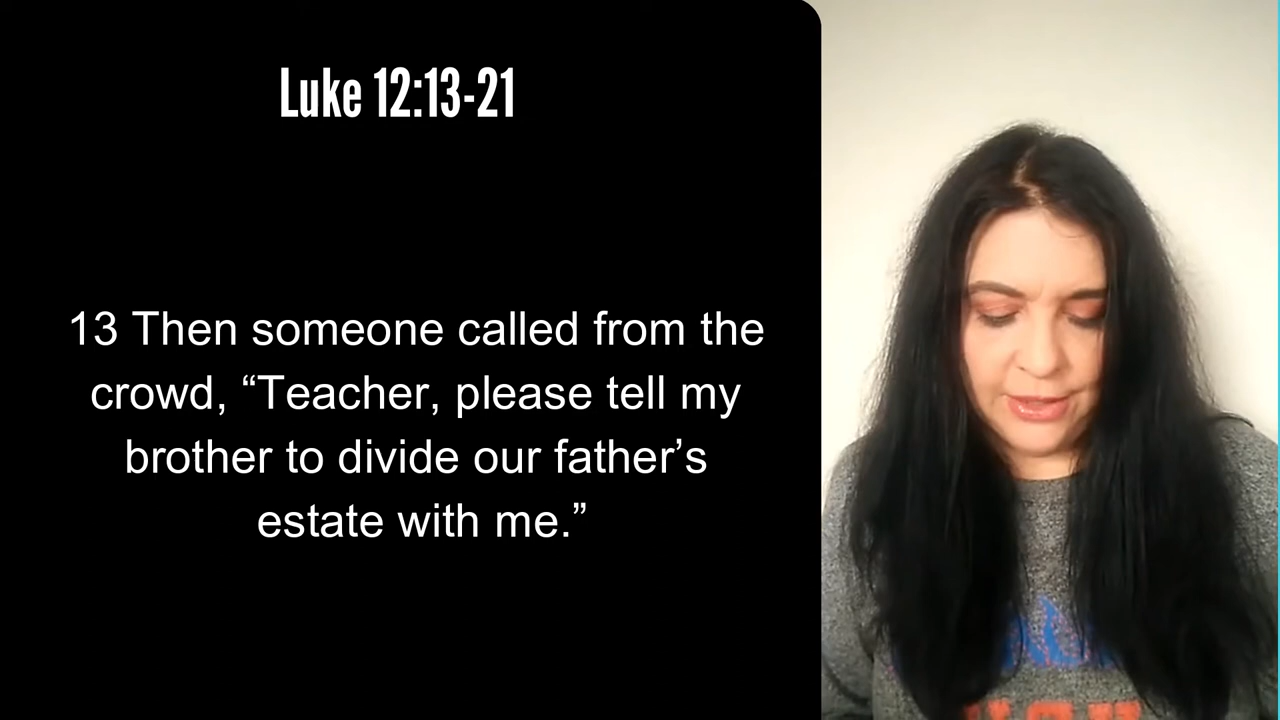 Luke 12:13-21
13 Then someone called from the
crowd, “Teacher, please tell my
brother to divide our father’s
estate with me.”